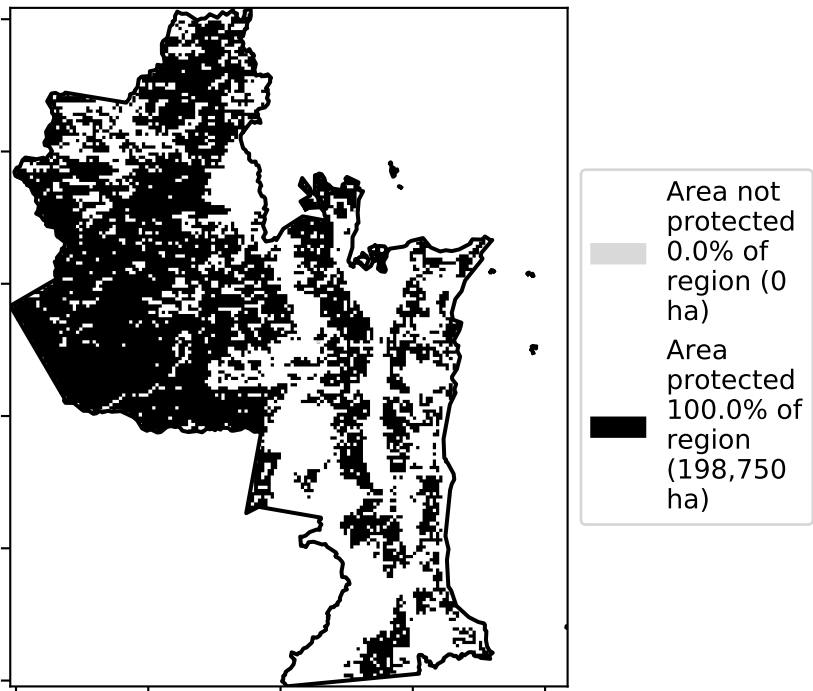 Area not
protected
0.0% of
region (0
ha)
Area
protected
100.0% of
region
(198,750
ha)